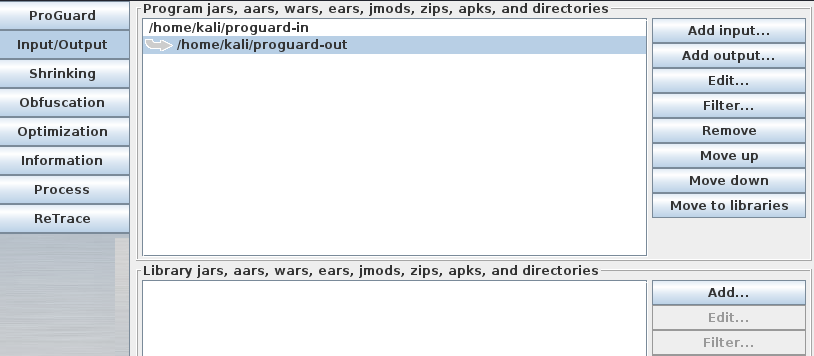 ProGuard
Input/Output
Shrinking
Obfuscation
Optimization
Information
Process
ReTrace
Program jars, aars, wars, ears, jmods, zips, apks, and directories
/home/kali/proguard-in
/home/kali/proguard-out
Add input...
Add output...
Edit...
Filter...
Remove
Move up
Move down
Move to libraries
Library jars, aars, wars, ears, jmods, zips, apks, and directories
Add...
Edit...
Filter...